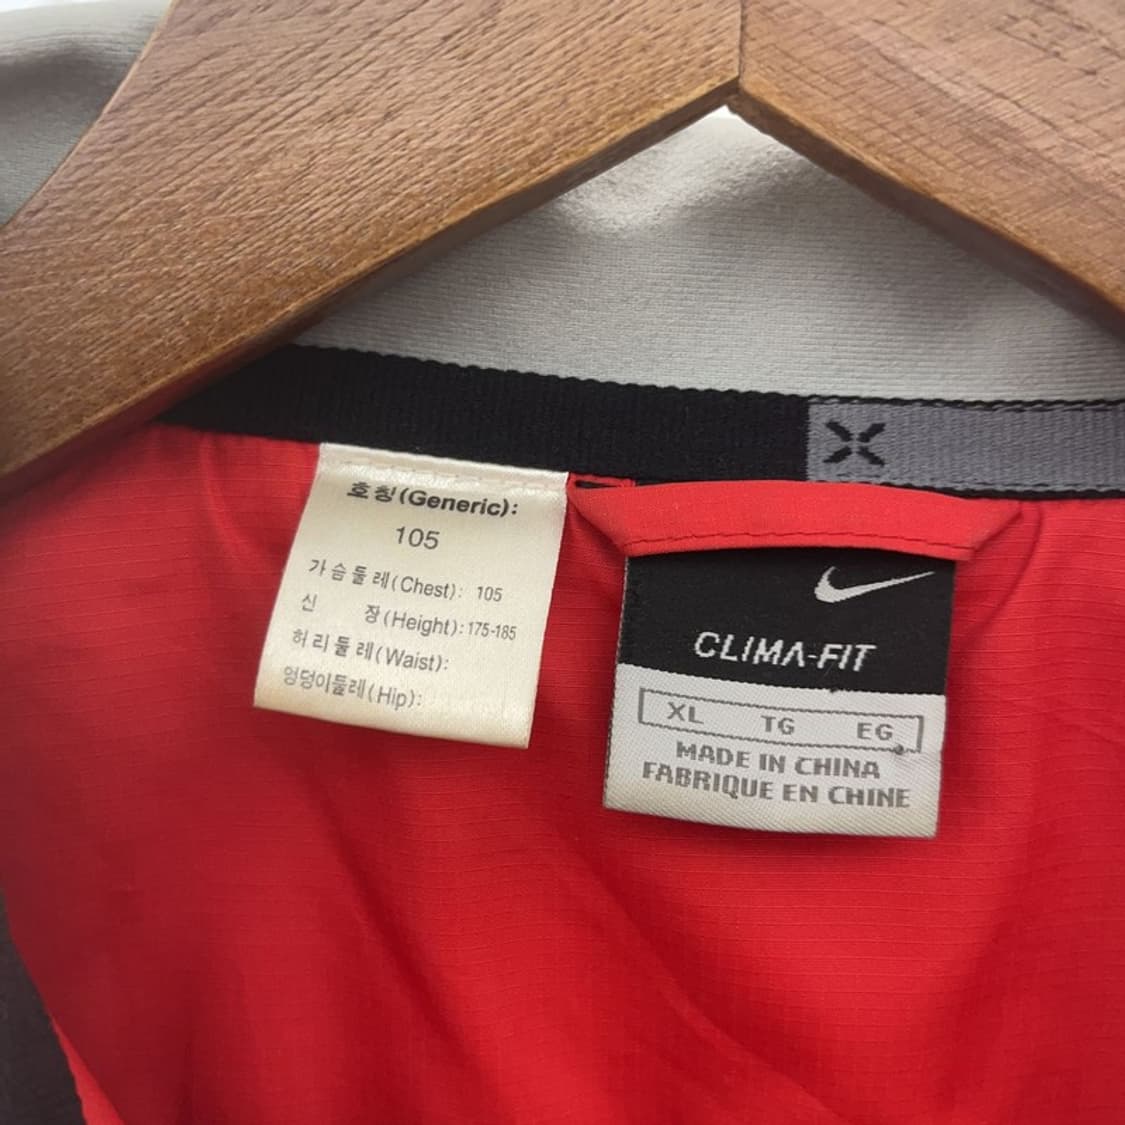 호칭(Generic):
105
가슴둘레(Chest): 105
신 장(Height): 175-185
허리둘레(Waist):
엉덩이둘레(Hip):
CLIMA-FIT
XL TG EG
MADE IN CHINA
FABRIQUE EN CHINE